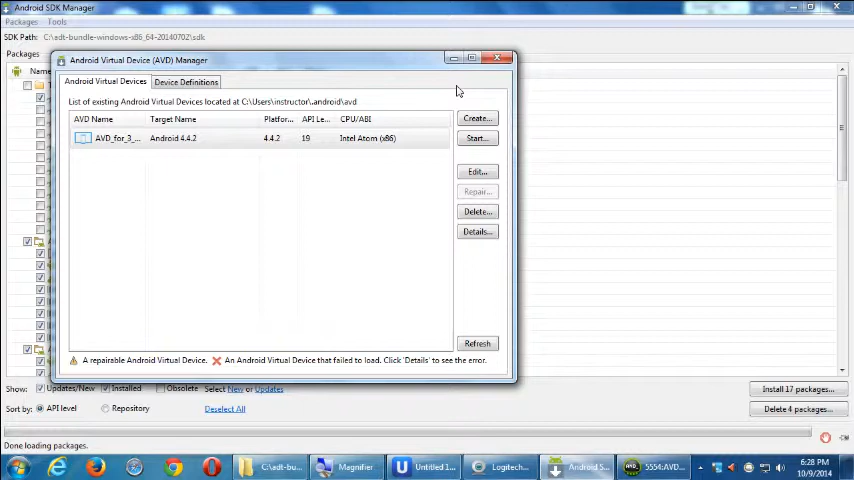 Android SDK Manager
Packages Tools
SDK Path: C:\adt-bundle-windows-x86_64-20140702\sdk
Packages
Android Virtual Device (AVD) Manager
Android Virtual Devices Device Definitions
List of existing Android Virtual Devices located at C:\Users\instructor\.android\avd
AVD Name Target Name Platfor... API Le... CPU/ABI
AVD_for_3_... Android 4.4.2 4.4.2 19 Intel Atom (x86)
Create...
Start...
Edit...
Repair...
Delete...
Details...
Refresh
A repairable Android Virtual Device. An Android Virtual Device that failed to load. Click 'Details' to see the error.
Show: Updates/New Installed Obsolete Select New or Updates Install 17 packages...
Sort by: API level Repository Deselect All Delete 4 packages...
Done loading packages.
C:\adt-bu... Magnifier Untitled 1... Logitech... Android S... 5554:AVD...
6:28 PM
10/9/2014